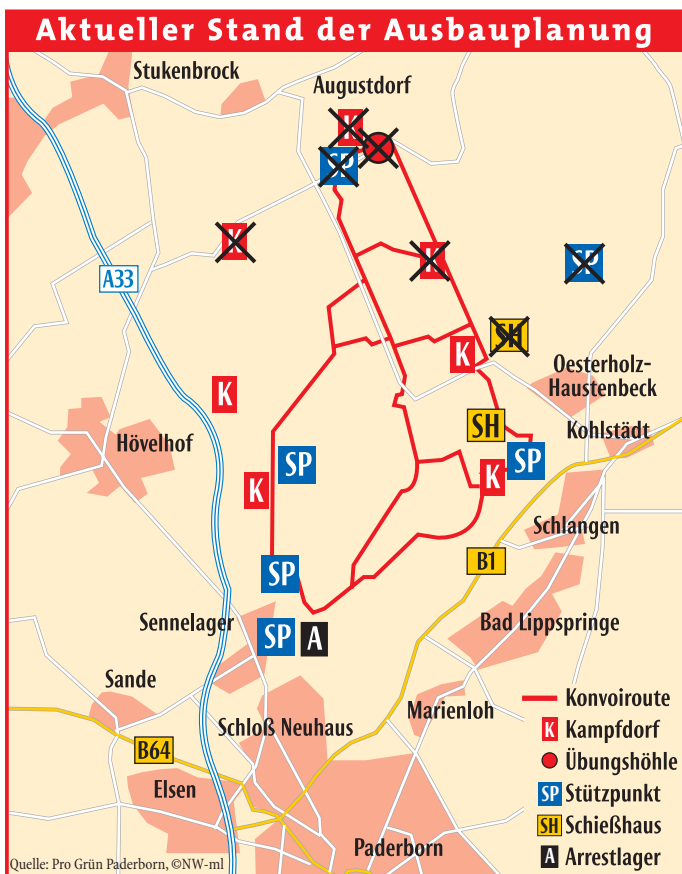 Aktueller Stand der Ausbauplanung
Stukenbrock
Augustdorf
K
SP
K
K
SP
A33
SH
K
Oesterholz-
Haustenbeck
K
SH
Kohlstädt
Hövelhof
SP
SP
K
K
Schlangen
B1
SP
Sennelager
SP
A
Bad Lippspringe
Sande
Marienloh
Schloß Neuhaus
B64
Elsen
Paderborn
Konvoiroute
K Kampfdorf
Übungshöhle
SP Stützpunkt
SH Schießhaus
A Arrestlager
Quelle: Pro Grün Paderborn, ©NW-ml